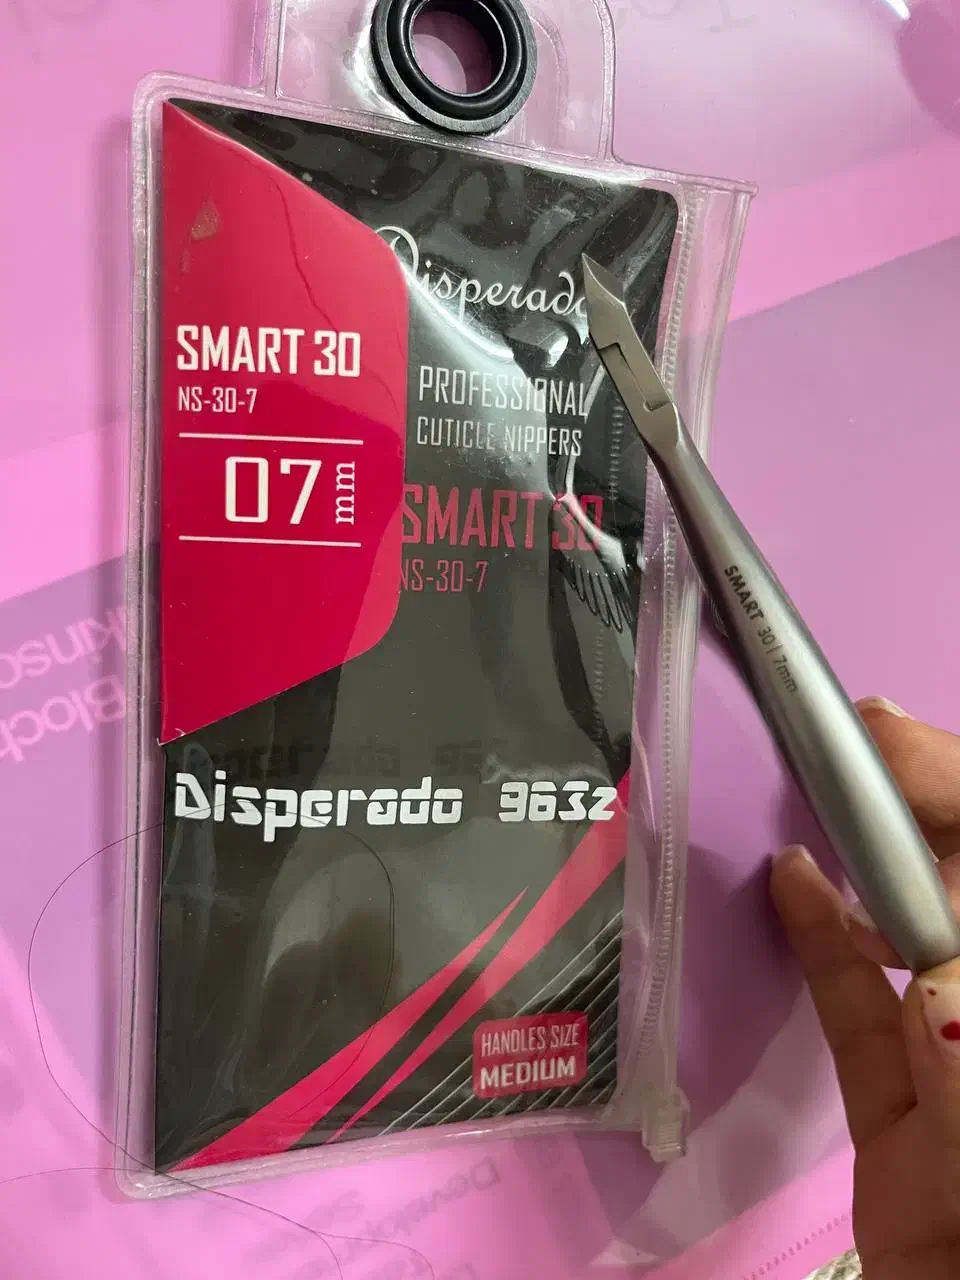 Disperado
SMART 30
NS-30-7
07 mm
PROFESSIONAL
CUTICLE NIPPERS
SMART 30
NS-30-7
Disperado 963z
HANDLES SIZE
MEDIUM
SMART 30 | 7mm